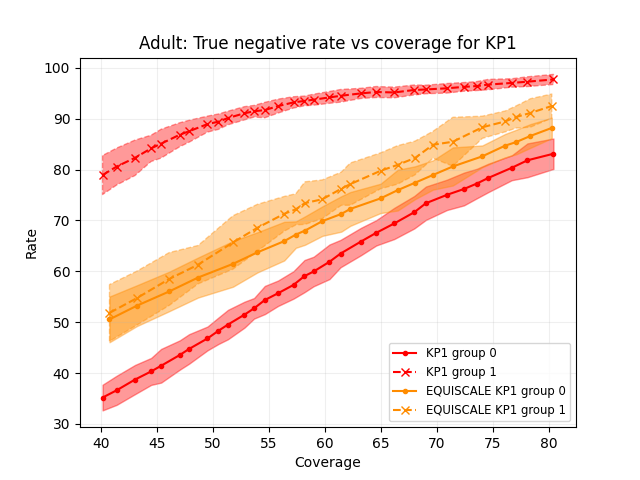 Adult: True negative rate vs coverage for KP1
100
90
80
70
60
50
40
30
Rate
40 45 50 55 60 65 70 75 80
Coverage
KP1 group 0
KP1 group 1
EQUISCALE KP1 group 0
EQUISCALE KP1 group 1